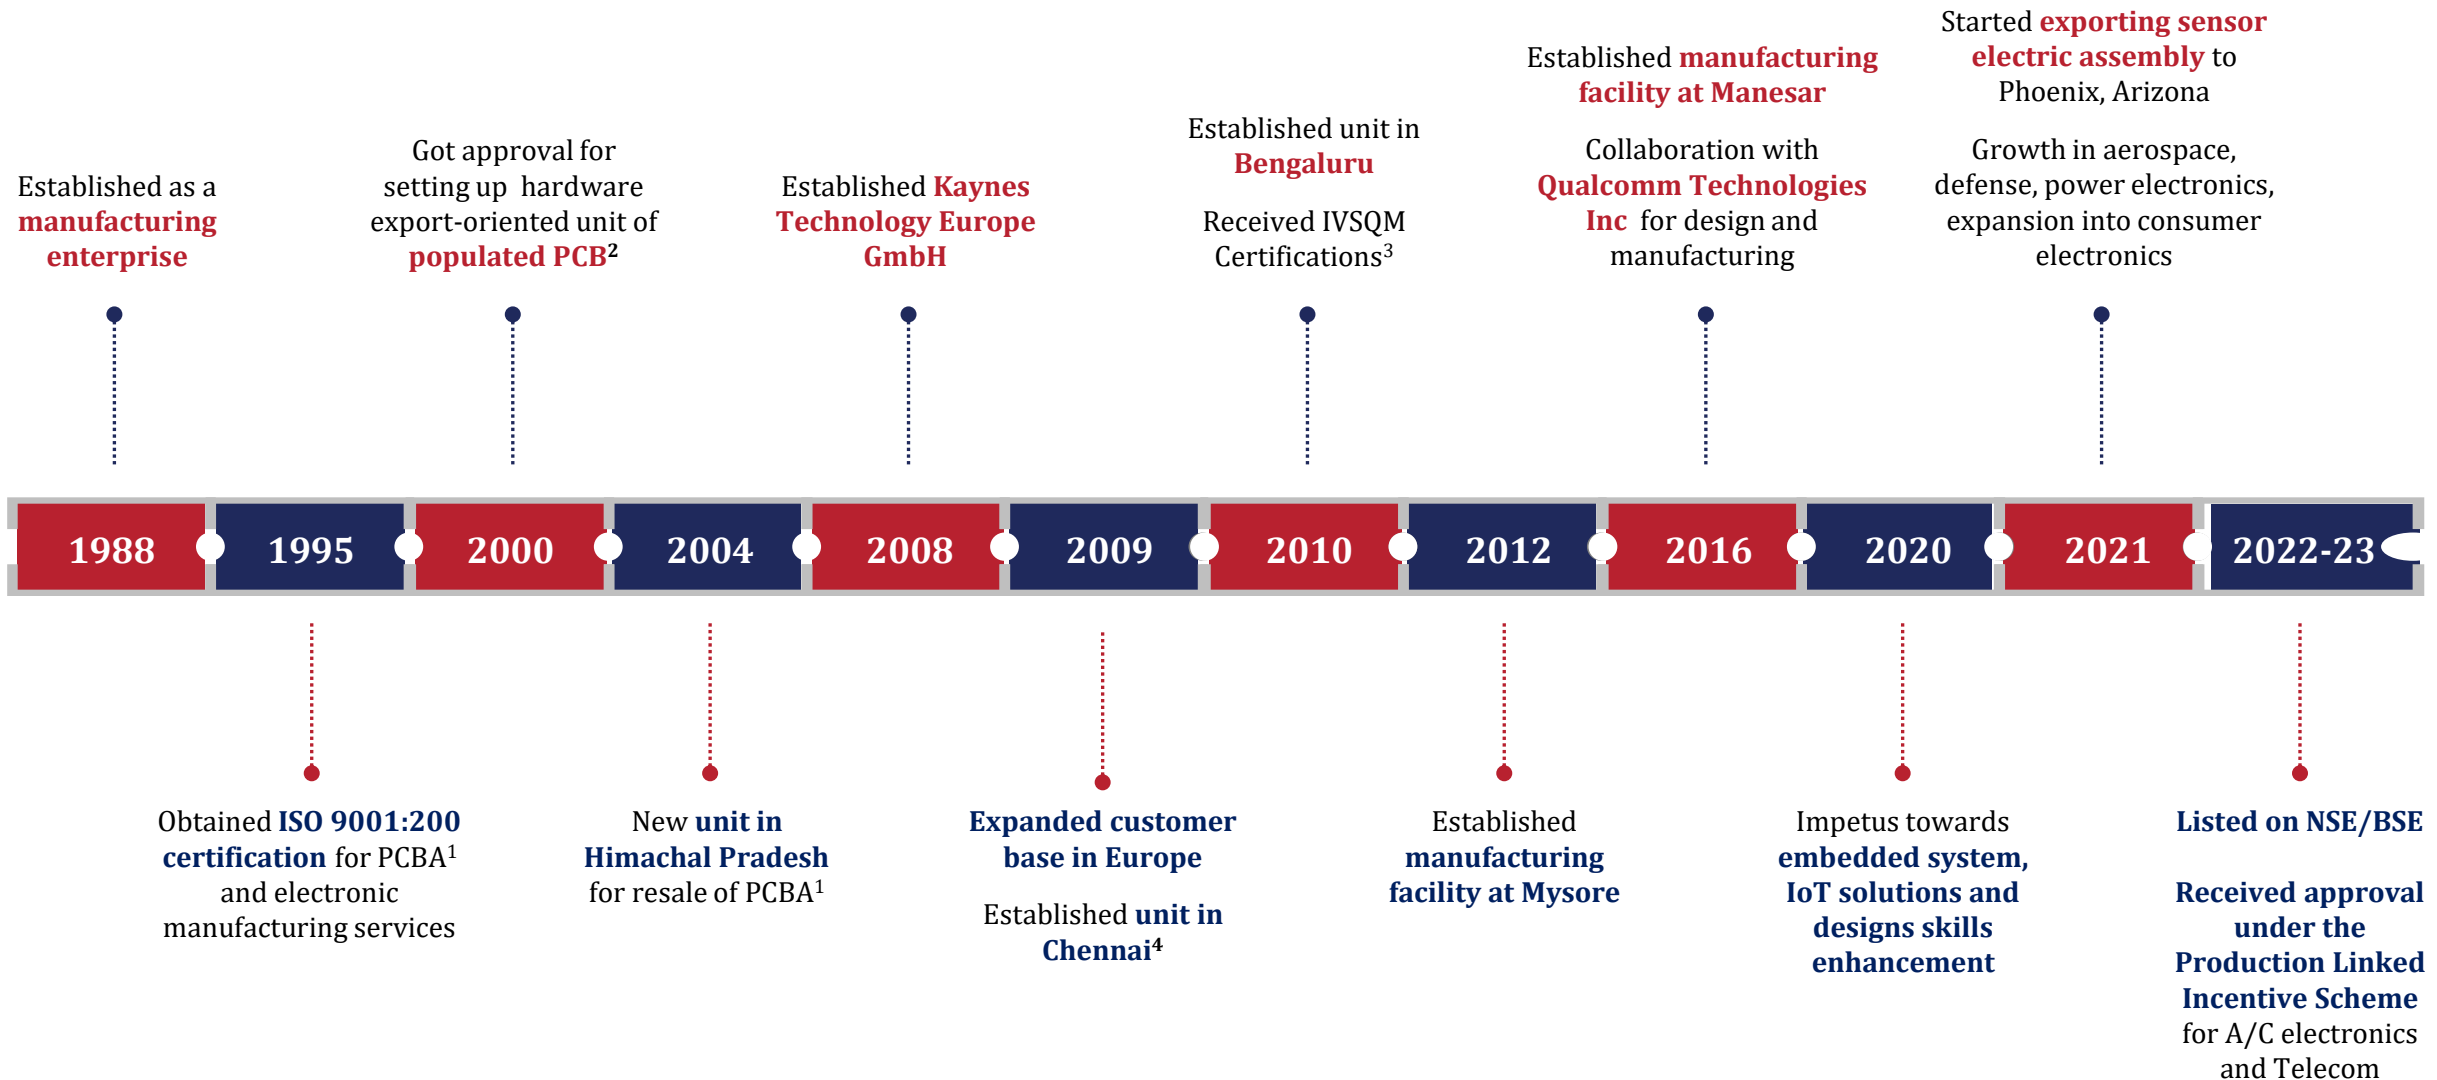 Established as a
manufacturing
enterprise
Got approval for
setting up hardware
export-oriented unit of
populated PCB²
Established Kaynes
Technology Europe
GmbH
Established unit in
Bengaluru
Received IVSQM
Certifications³
Established manufacturing
facility at Manesar
Collaboration with
Qualcomm Technologies
Inc for design and
manufacturing
Started exporting sensor
electric assembly to
Phoenix, Arizona
Growth in aerospace,
defense, power electronics,
expansion into consumer
electronics
1988 1995 2000 2004 2008 2009 2010 2012 2016 2020 2021 2022-23
Obtained ISO 9001:200
certification for PCBA¹
and electronic
manufacturing services
New unit in
Himachal Pradesh
for resale of PCBA¹
Expanded customer
base in Europe
Established unit in
Chennai⁴
Established
manufacturing
facility at Mysore
Impetus towards
embedded system,
IoT solutions and
designs skills
enhancement
Listed on NSE/BSE
Received approval
under the
Production Linked
Incentive Scheme
for A/C electronics
and Telecom